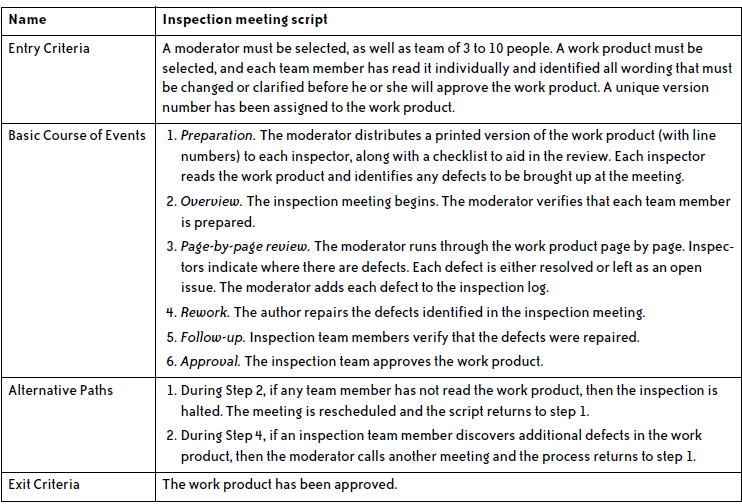 Name Inspection meeting script
Entry Criteria A moderator must be selected, as well as team of 3 to 10 people. A work product must be
selected, and each team member has read it individually and identified all wording that must
be changed or clarified before he or she will approve the work product. A unique version
number has been assigned to the work product.
Basic Course of Events 1. Preparation. The moderator distributes a printed version of the work product (with line
numbers) to each inspector, along with a checklist to aid in the review. Each inspector
reads the work product and identifies any defects to be brought up at the meeting.
2. Overview. The inspection meeting begins. The moderator verifies that each team member
is prepared.
3. Page-by-page review. The moderator runs through the work product page by page. Inspec-
tors indicate where there are defects. Each defect is either resolved or left as an open
issue. The moderator adds each defect to the inspection log.
4. Rework. The author repairs the defects identified in the inspection meeting.
5. Follow-up. Inspection team members verify that the defects were repaired.
6. Approval. The inspection team approves the work product.
Alternative Paths 1. During Step 2, if any team member has not read the work product, then the inspection is
halted. The meeting is rescheduled and the script returns to step 1.
2. During Step 4, if an inspection team member discovers additional defects in the work
product, then the moderator calls another meeting and the process returns to step 1.
Exit Criteria The work product has been approved.